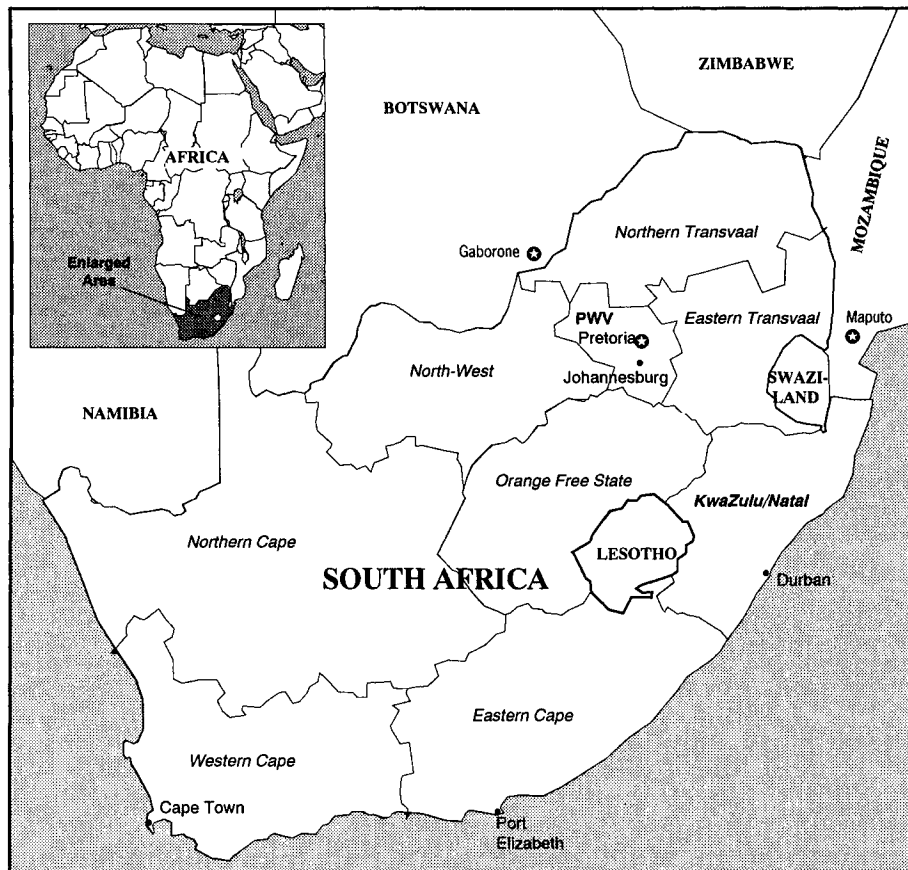 ZIMBABWE
BOTSWANA
AFRICA
MOZAMBIQUE
Northern Transvaal
Gaborone
Enlarged
Area
PWV
Pretoria
Eastern Transvaal
Maputo
North-West
Johannesburg
SWAZI-
LAND
NAMIBIA
Orange Free State
KwaZulu/Natal
Northern Cape
LESOTHO
SOUTH AFRICA
Durban
Eastern Cape
Western Cape
Cape Town
Port
Elizabeth